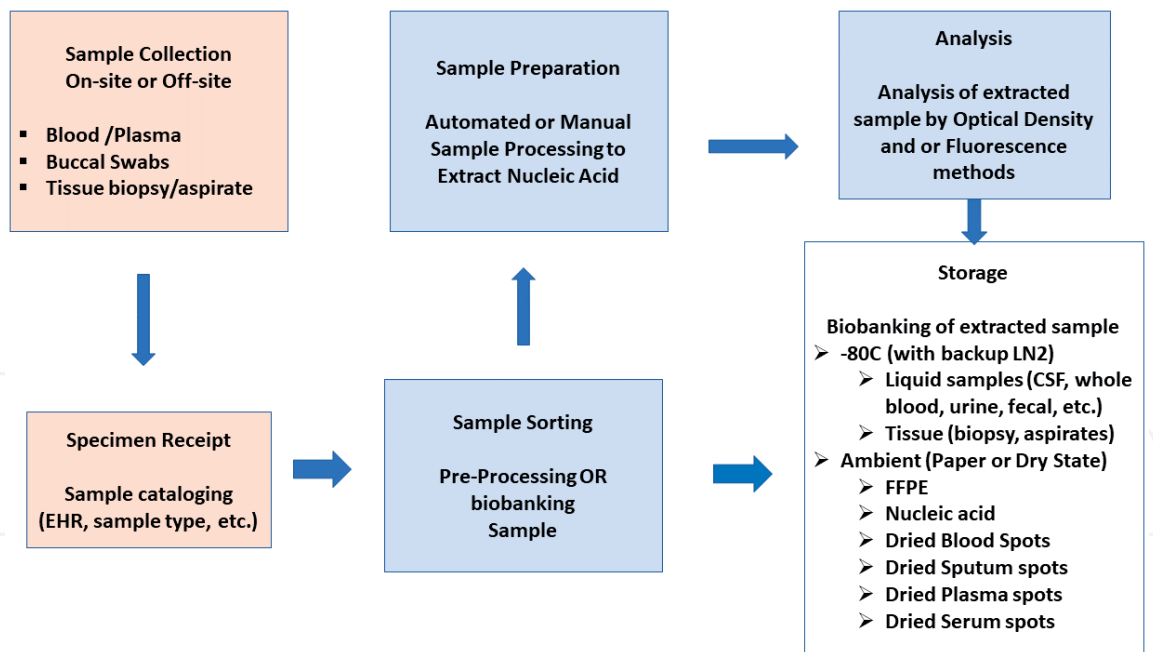 Sample Collection
On-site or Off-site
▪ Blood /Plasma
▪ Buccal Swabs
▪ Tissue biopsy/aspirate
Specimen Receipt
Sample cataloging
(EHR, sample type, etc.)
Sample Sorting
Pre-Processing OR
biobanking
Sample
Sample Preparation
Automated or Manual
Sample Processing to
Extract Nucleic Acid
Analysis
Analysis of extracted
sample by Optical Density
and or Fluorescence
methods
Storage
Biobanking of extracted sample
➢ -80C (with backup LN2)
➢ Liquid samples (CSF, whole
blood, urine, fecal, etc.)
➢ Tissue (biopsy, aspirates)
➢ Ambient (Paper or Dry State)
➢ FFPE
➢ Nucleic acid
➢ Dried Blood Spots
➢ Dried Sputum spots
➢ Dried Plasma spots
➢ Dried Serum spots